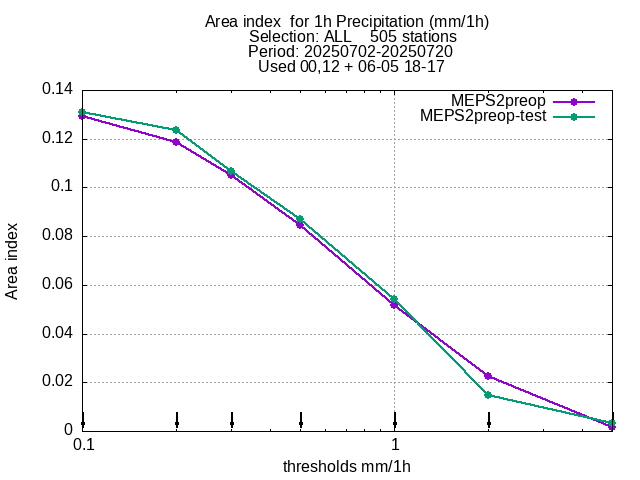 Area index  for 1h Precipitation (mm/1h)
Selection: ALL    505 stations
Period: 20250702-20250720
Used 00,12 + 06-05 18-17
MEPS2preop
MEPS2preop-test
0.14
0.12
0.1
0.08
0.06
0.04
0.02
0
Area index
0.1
1
thresholds mm/1h